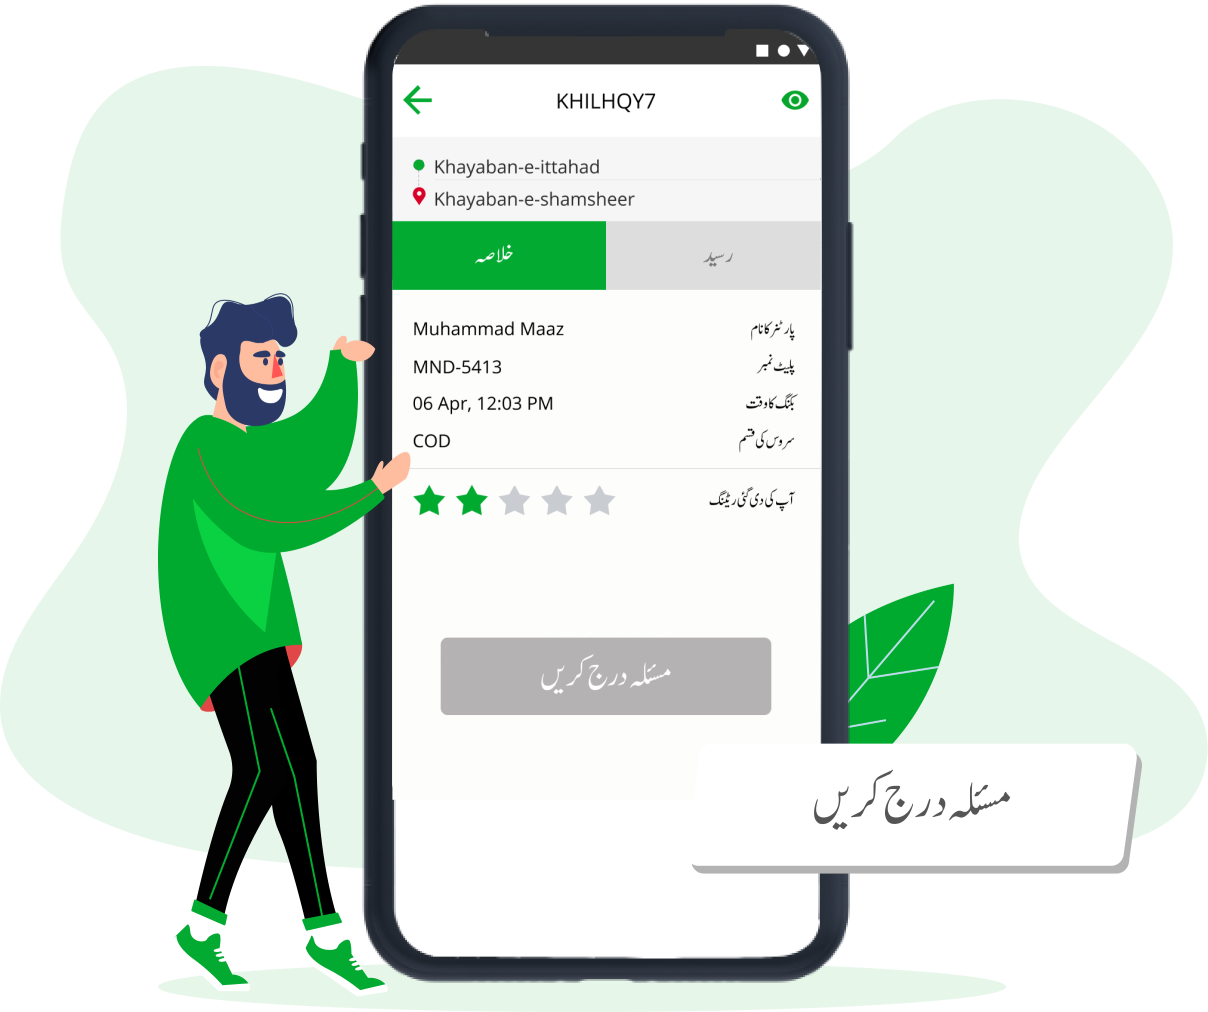 KHILHQY7
Khayaban-e-ittahad
Khayaban-e-shamsheer
خلاصہ رسید
Muhammad Maaz پارٹنر کا نام
MND-5413 پلیٹ نمبر
06 Apr, 12:03 PM بکنگ کا وقت
COD سروس کی قسم
آپ کی دی گئی ریٹنگ
مسئلہ درج کریں
مسئلہ درج کریں